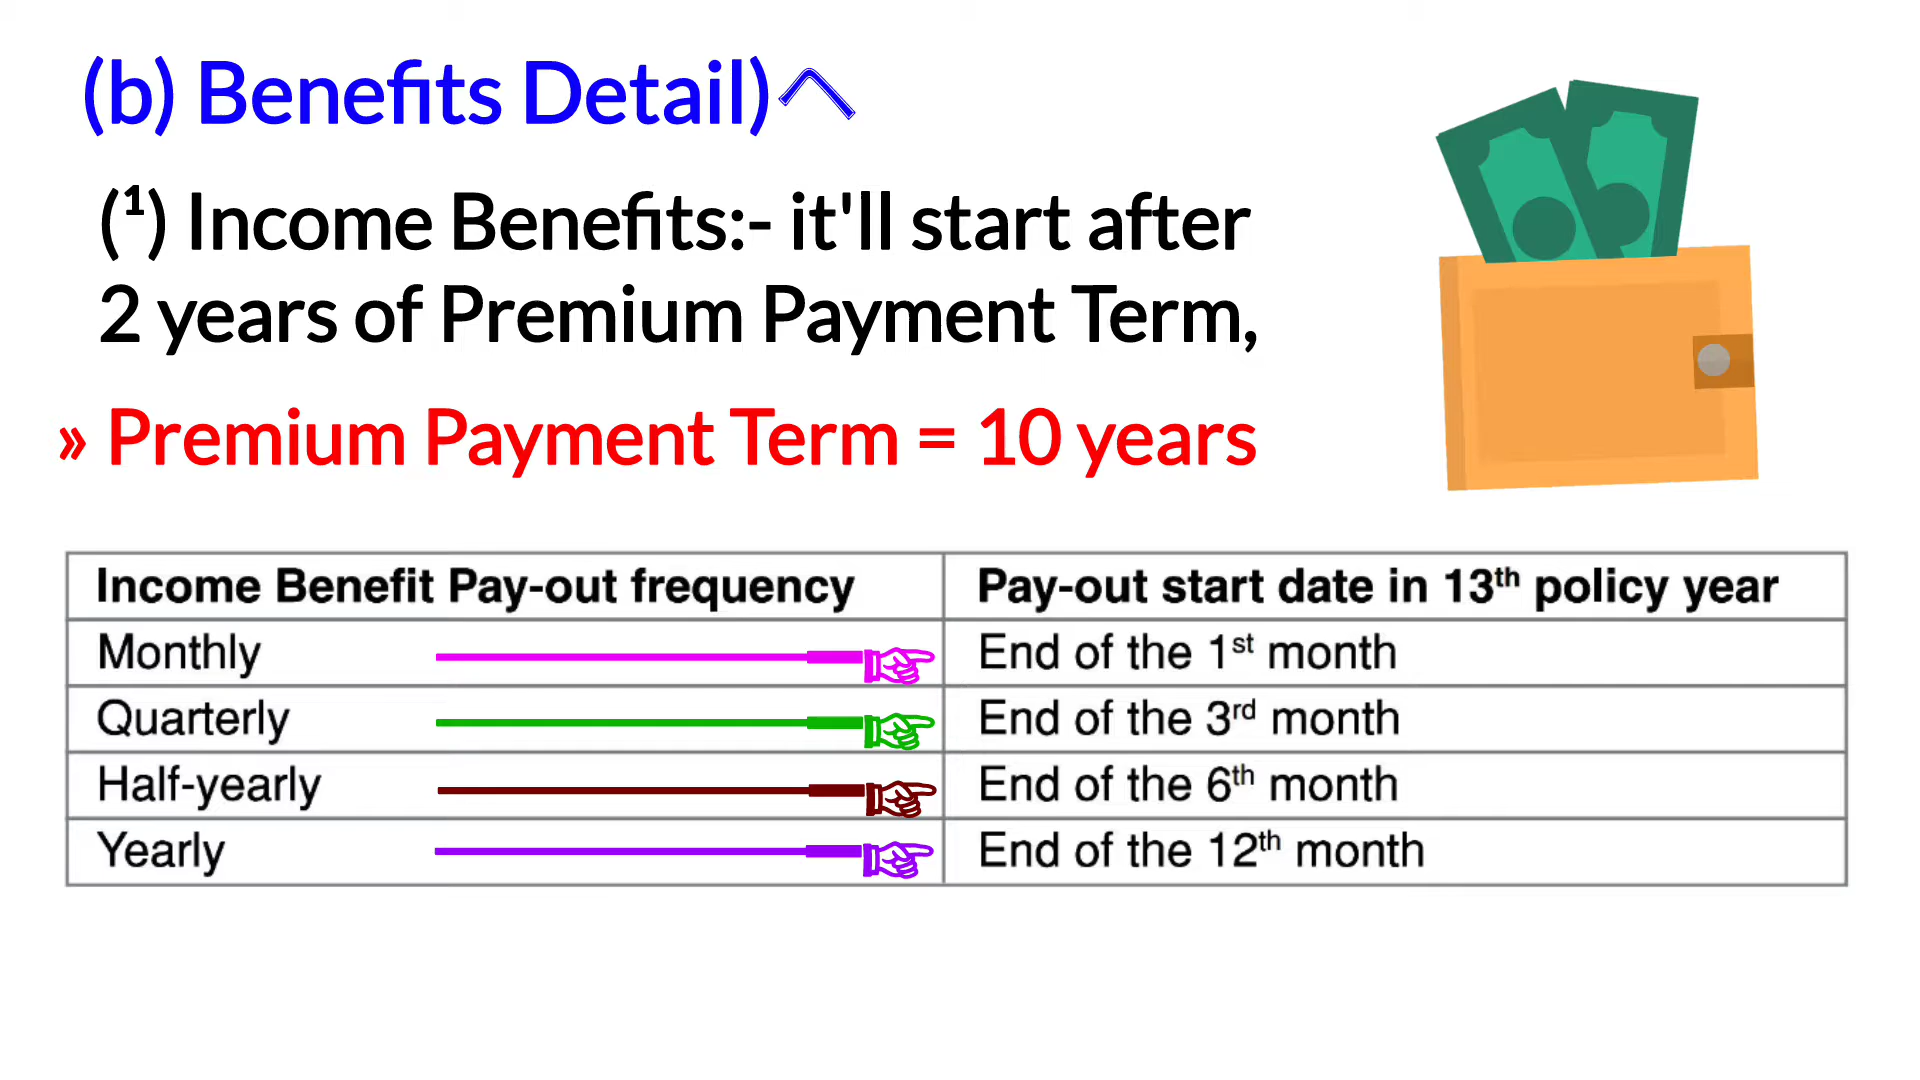 (b) Benefits Detail)
(¹) Income Benefits:- it'll start after
2 years of Premium Payment Term,
» Premium Payment Term = 10 years
Income Benefit Pay-out frequency Pay-out start date in 13th policy year
Monthly End of the 1st month
Quarterly End of the 3rd month
Half-yearly End of the 6th month
Yearly End of the 12th month